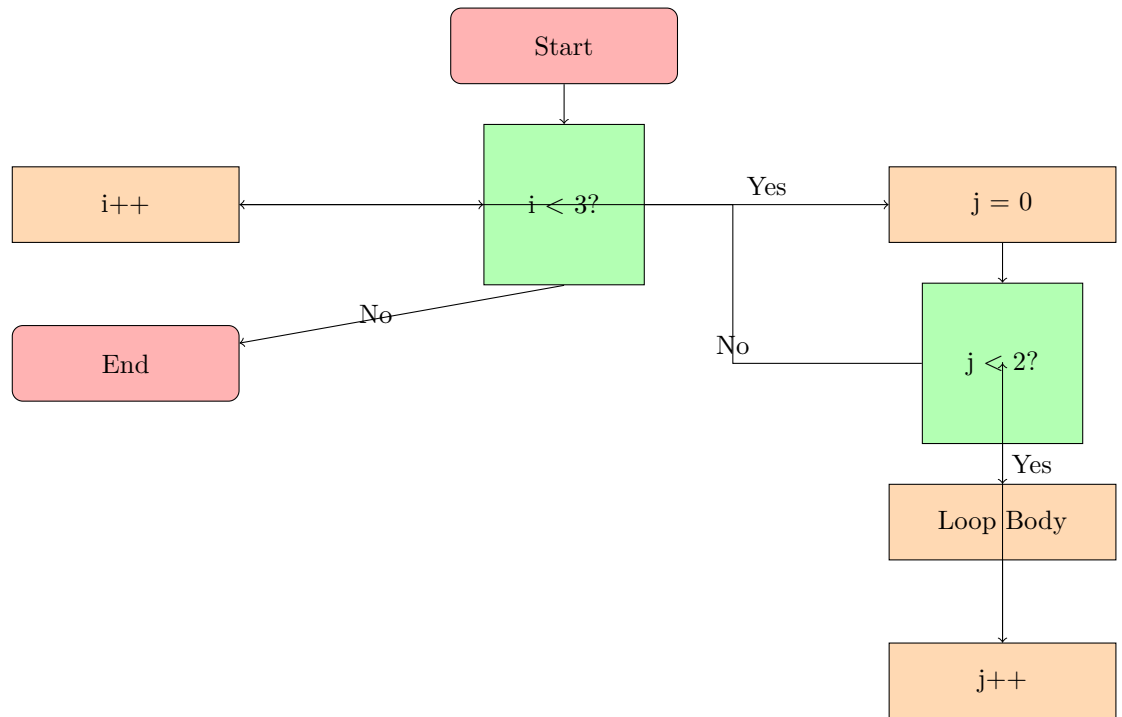 Start
i++
i < 3?
Yes
j = 0
No
End
No
j < 2?
Yes
Loop Body
j++